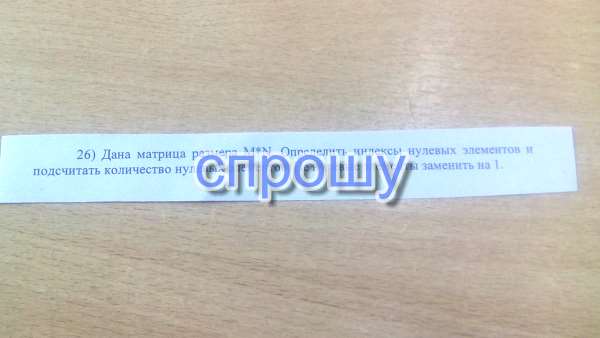 26) Дана матрица размера M*N. Определить индексы нулевых элементов и
подсчитать количество заменить на 1.
спрошу